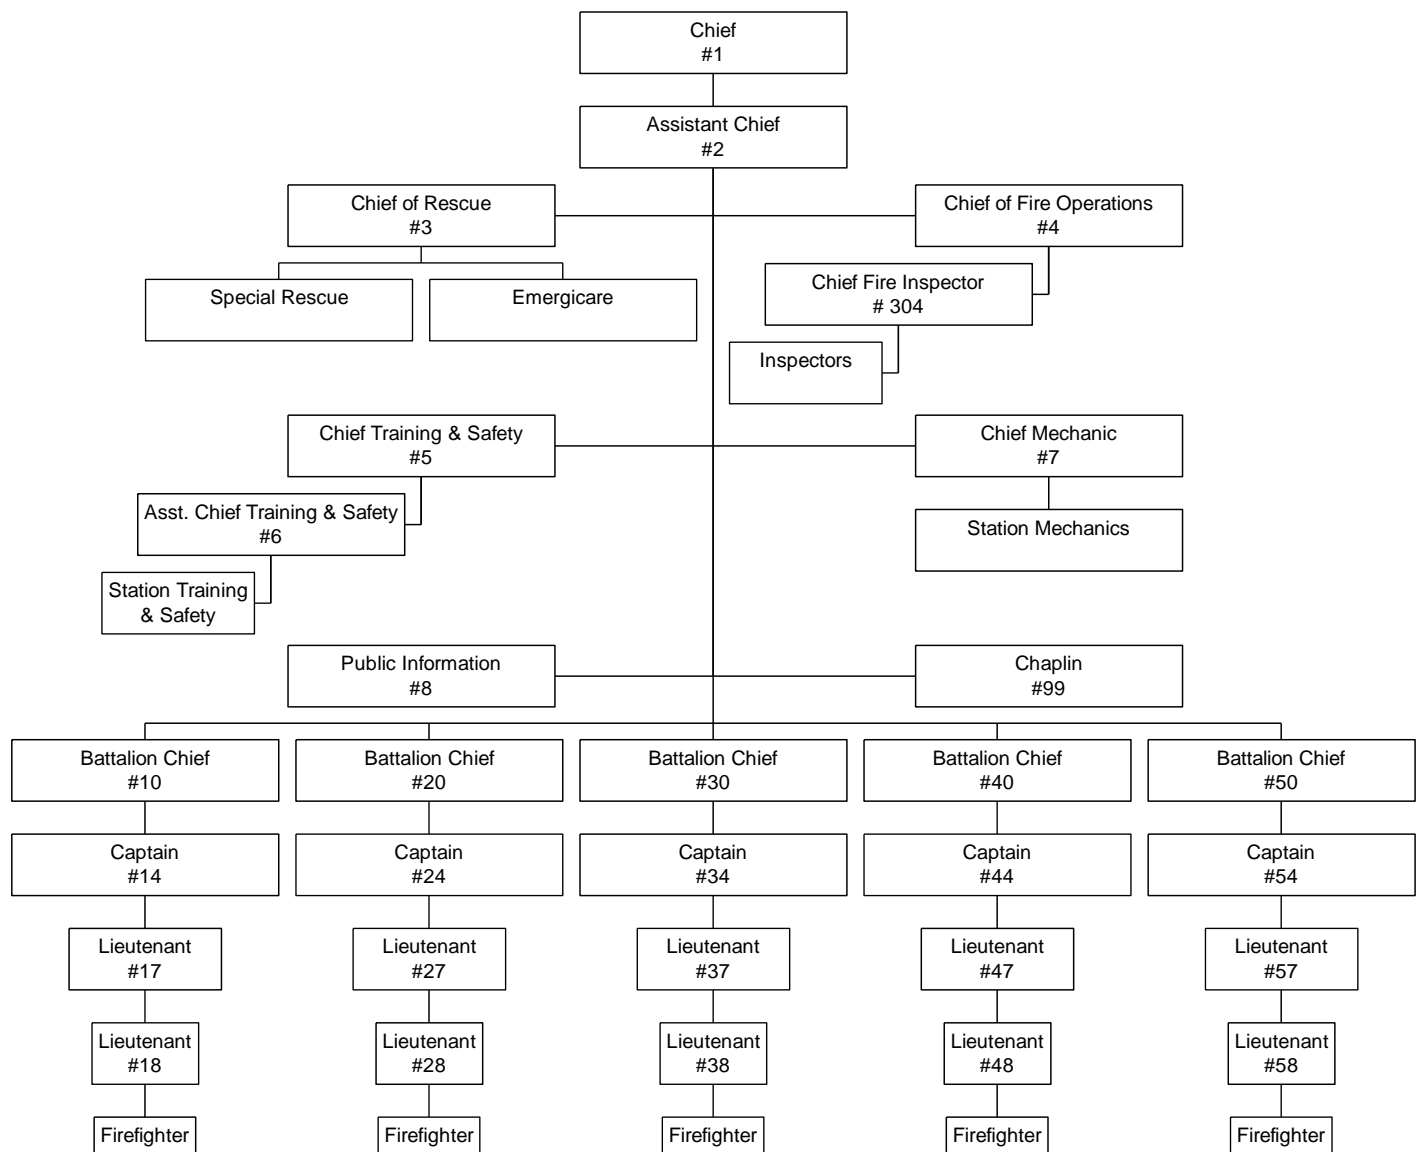 Chief
#1
Assistant Chief
#2
Chief of Rescue
#3
Chief of Fire Operations
#4
Special Rescue
Emergicare
Chief Fire Inspector
# 304
Inspectors
Chief Training & Safety
#5
Chief Mechanic
#7
Asst. Chief Training & Safety
#6
Station Mechanics
Station Training
& Safety
Public Information
#8
Chaplin
#99
Battalion Chief
#10
Battalion Chief
#20
Battalion Chief
#30
Battalion Chief
#40
Battalion Chief
#50
Captain
#14
Captain
#24
Captain
#34
Captain
#44
Captain
#54
Lieutenant
#17
Lieutenant
#27
Lieutenant
#37
Lieutenant
#47
Lieutenant
#57
Lieutenant
#18
Lieutenant
#28
Lieutenant
#38
Lieutenant
#48
Lieutenant
#58
Firefighter
Firefighter
Firefighter
Firefighter
Firefighter